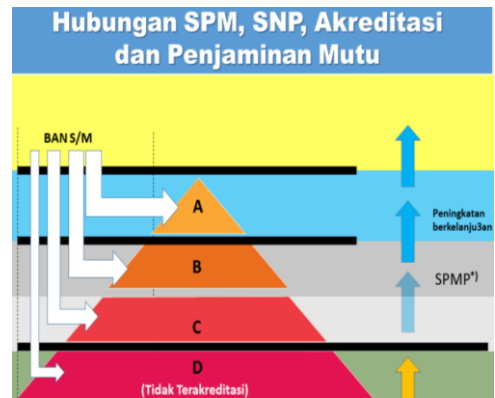 Hubungan SPM, SNP, Akreditasi
dan Penjaminan Mutu
BAN S/M
A
Peningkatan
berkelanju3an
B
SPMP*)
C
D
(Tidak Terakreditasi)